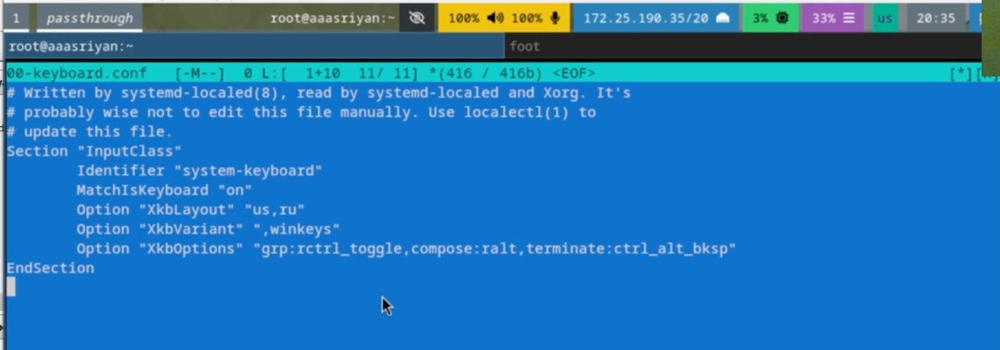 1 passthrough root@aaasriyan:~ 100% 100% 172.25.190.35/20 3% 33% us 20:35
root@aaasriyan:~ foot
00-keyboard.conf [-M--] 0 L:[ 1+10 11/ 11] *(416 / 416b) <EOF> [*]
# Written by systemd-localed(8), read by systemd-localed and Xorg. It's
# probably wise not to edit this file manually. Use localectl(1) to
# update this file.
Section "InputClass"
Identifier "system-keyboard"
MatchIsKeyboard "on"
Option "XkbLayout" "us,ru"
Option "XkbVariant" ",winkeys"
Option "XkbOptions" "grp:rctrl_toggle,compose:ralt,terminate:ctrl_alt_bksp"
EndSection